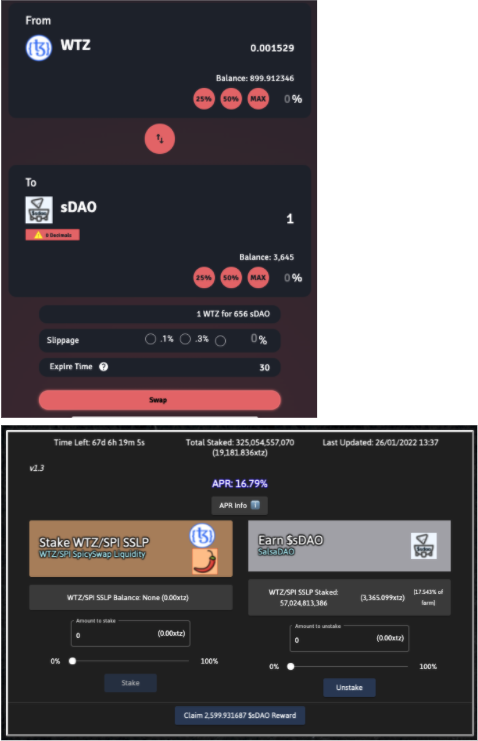 From
WTZ 0.001529
Balance: 899.912346
25% 50% MAX 0%
To
sDAO 1
0 Decimals
Balance: 3,645
25% 50% MAX 0%
1 WTZ for 656 sDAO
Slippage .1% .3% 0%
Expire Time ? 30
Swap
Time Left: 67d 6h 19m 5s Total Staked: 325,054,557,070 Last Updated: 26/01/2022 13:37
(19,181.836xtz)
v1.3
APR: 16.79%
APR Info i
Stake WTZ/SPI SSLP
WTZ/SPI SpicySwap Liquidity
Earn $sDAO
SalsaDAO
WTZ/SPI SSLP Balance: None (0.00xtz)
WTZ/SPI SSLP Staked: 57,024,813,386 (3,365.099xtz) (17.543% of farm)
Amount to stake
0 (0.00xtz)
Amount to unstake
0 (0.00xtz)
0% 100%
0% 100%
Stake
Unstake
Claim 2,599.931687 $sDAO Reward